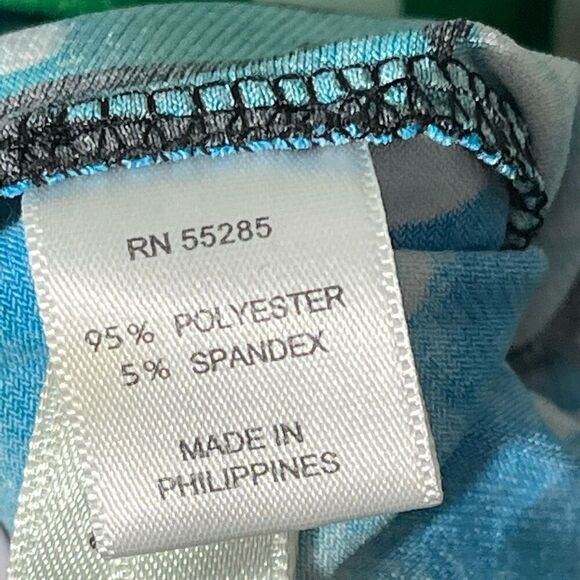 RN 55285
95% POLYESTER
5% SPANDEX
MADE IN
PHILIPPINES